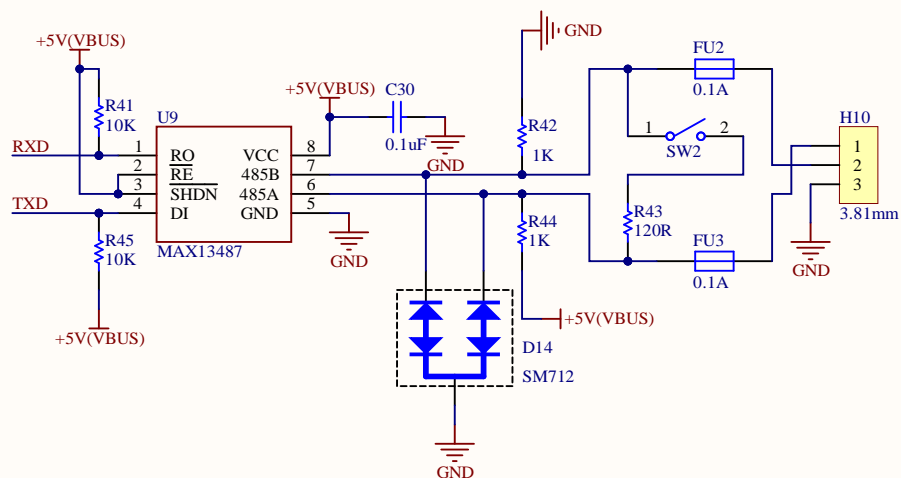 +5V(VBUS)
GND
FU2
0.1A
R41
10K
+5V(VBUS)
C30
0.1uF
GND
U9
R42
1K
1
2
SW2
H10
1
2
3
3.81mm
RXD
1
RO
VCC
8
2
RE
485B
7
3
SHDN
485A
6
TXD
4
DI
GND
5
MAX13487
GND
R45
10K
+5V(VBUS)
R44
1K
R43
120R
FU3
0.1A
GND
+5V(VBUS)
D14
SM712
GND